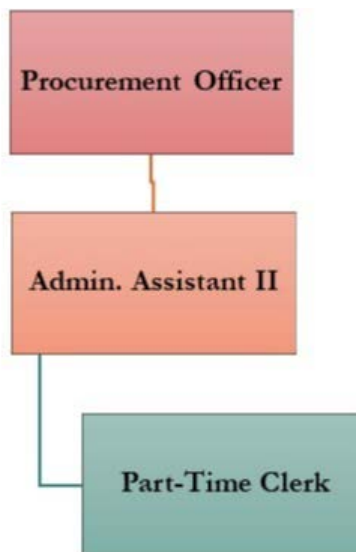 Procurement Officer
Admin. Assistant II
Part-Time Clerk